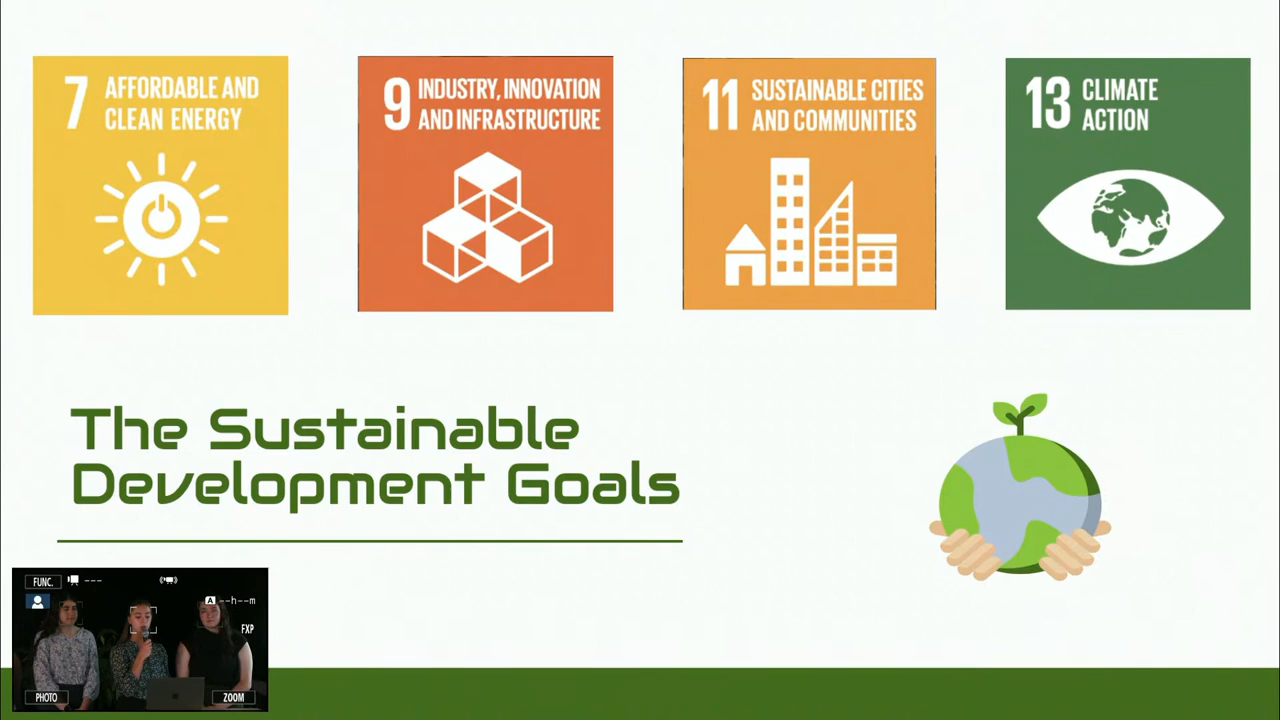 7 AFFORDABLE AND
CLEAN ENERGY
9 INDUSTRY, INNOVATION
AND INFRASTRUCTURE
11 SUSTAINABLE CITIES
AND COMMUNITIES
13 CLIMATE
ACTION
The Sustainable
Development Goals
FUNC.
---
A --h--m
FXP
PHOTO
ZOOM